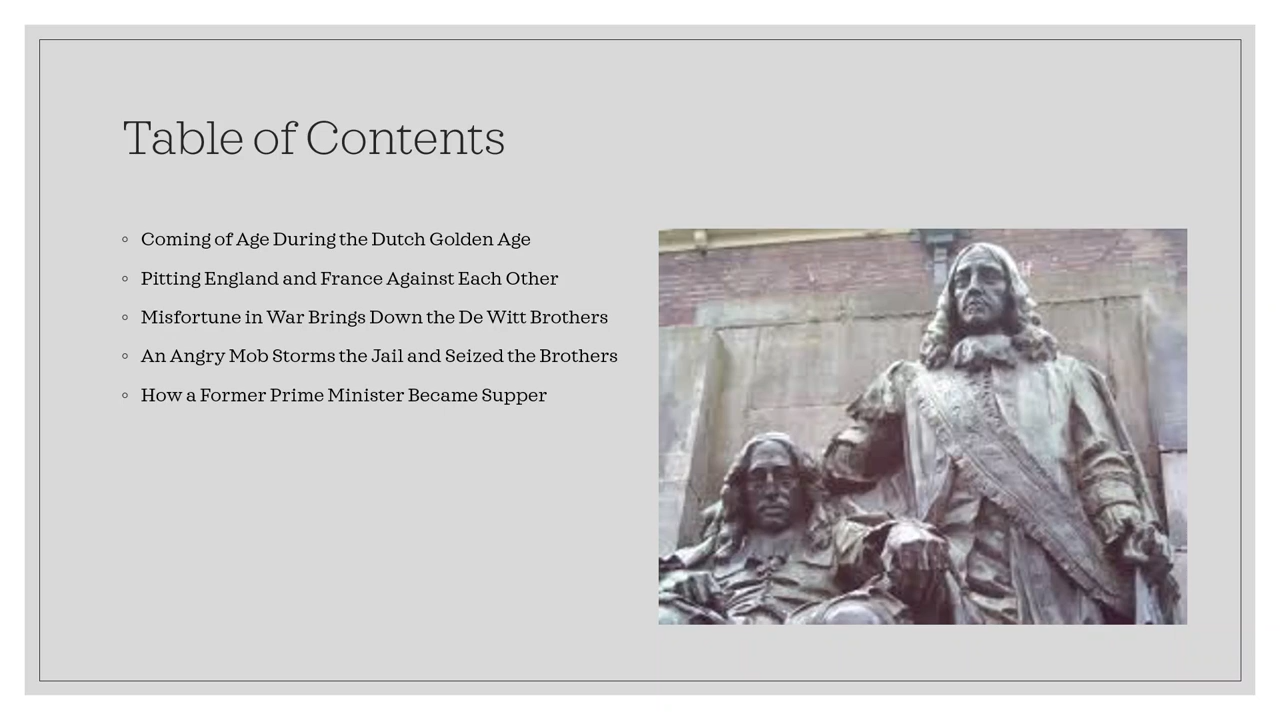 Table of Contents
Coming of Age During the Dutch Golden Age
Pitting England and France Against Each Other
Misfortune in War Brings Down the De Witt Brothers
An Angry Mob Storms the Jail and Seized the Brothers
How a Former Prime Minister Became Supper